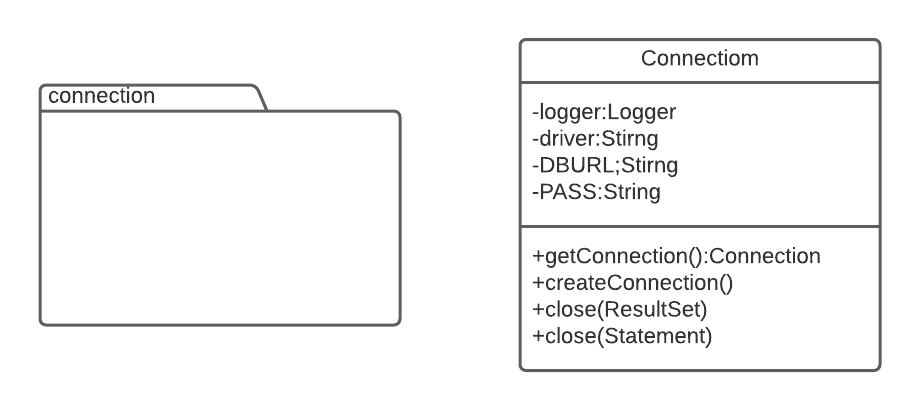 connection
Connectiom
-logger:Logger
-driver:Stirng
-DBURL;Stirng
-PASS:String
+getConnection():Connection
+createConnection()
+close(ResultSet)
+close(Statement)